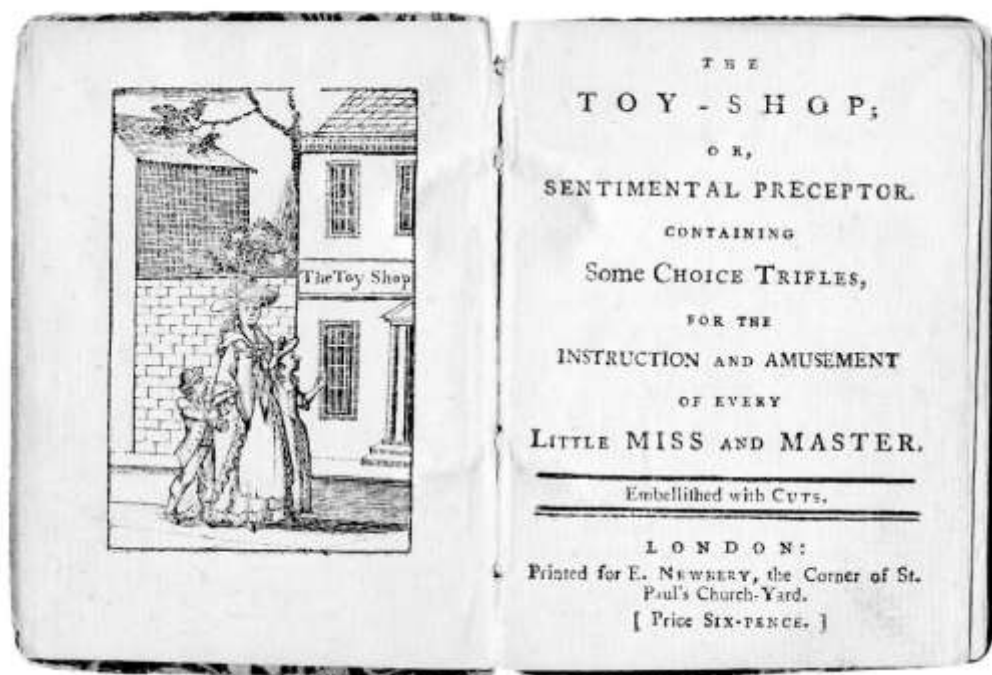 The Toy Shop
THE
TOY-SHOP;
OR,
SENTIMENTAL PRECEPTOR.
CONTAINING
Some CHOICE TRIFLES,
FOR THE
INSTRUCTION AND AMUSEMENT
OF EVERY
LITTLE MISS AND MASTER.
Embelliſhed with CUTS.
LONDON:
Printed for E. NEWBERY, the Corner of St.
Paul's Church-Yard.
[ Price SIX-PENCE. ]